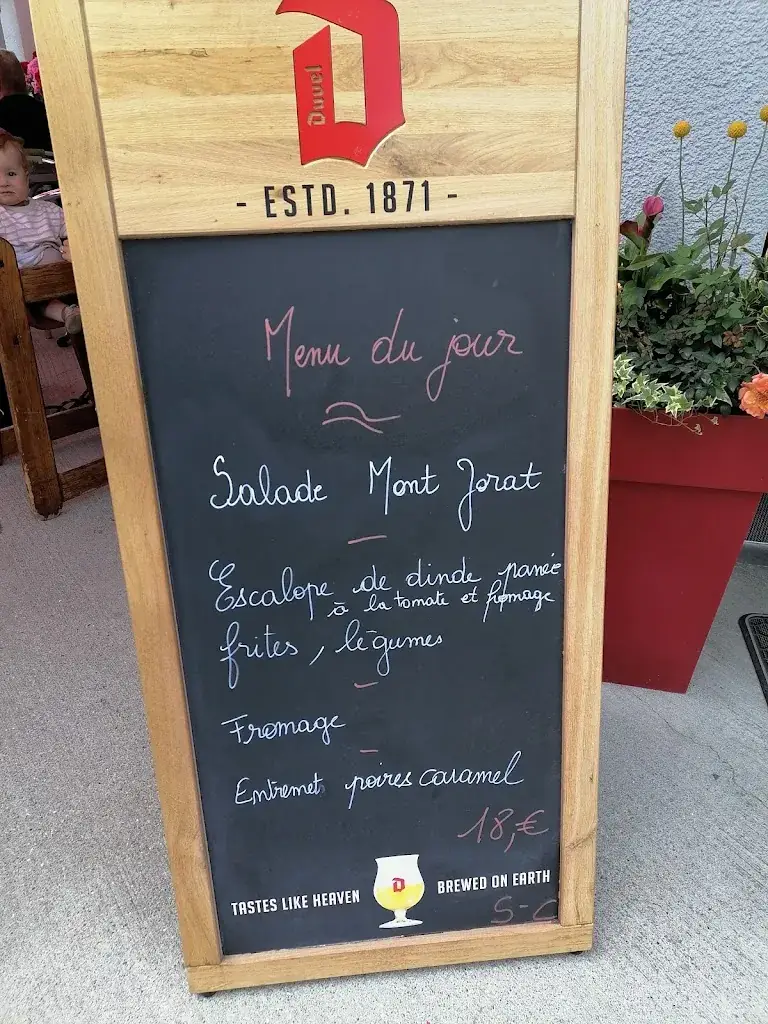 Duvel
- ESTD. 1871 -
Menu du jour
Salade Mont Jorat
Escalope de dinde panée
à la tomate et fromage
frites, légumes
Fromage
Entremet poires caramel
18,€
TASTES LIKE HEAVEN BREWED ON EARTH
S-C